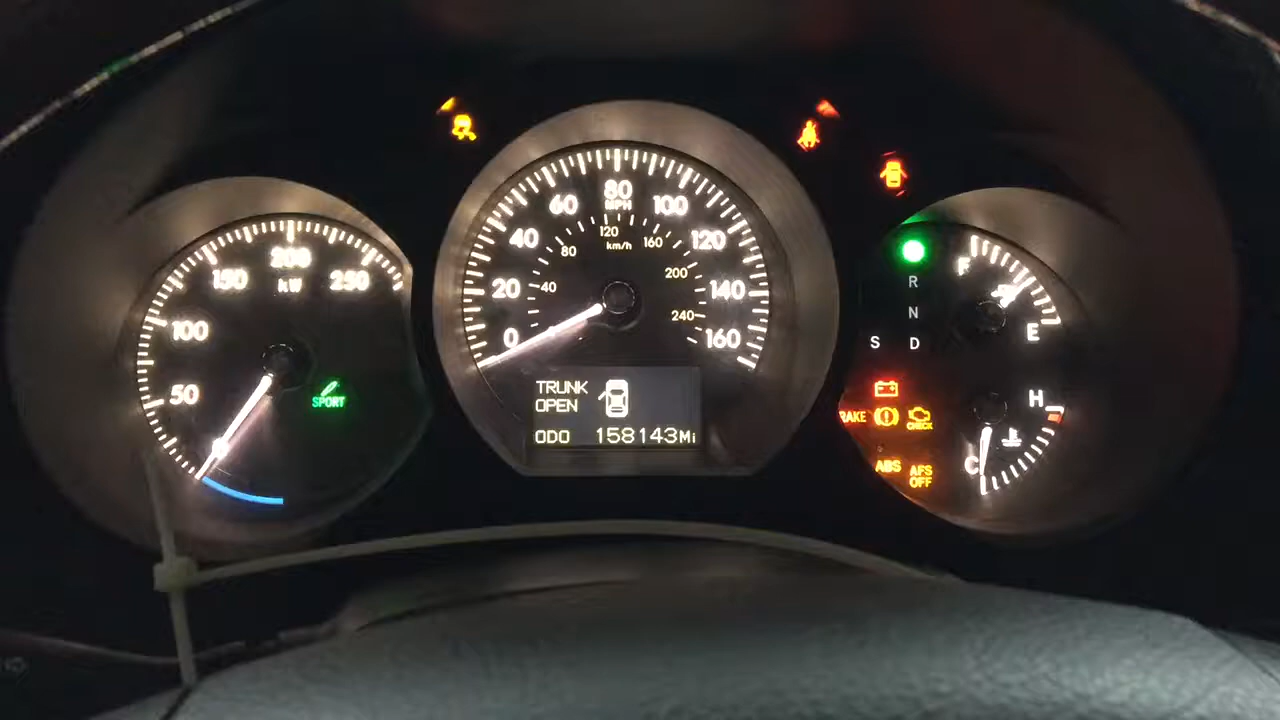 50
100
150
200
250
kW
SPORT
0
20
40
60
80
100
120
140
160
MPH
40
80
120
160
200
240
km/h
TRUNK
OPEN
ODO 158143Mi
R
N
S D
BRAKE
CHECK
ABS
AFS
OFF
F
E
H
C